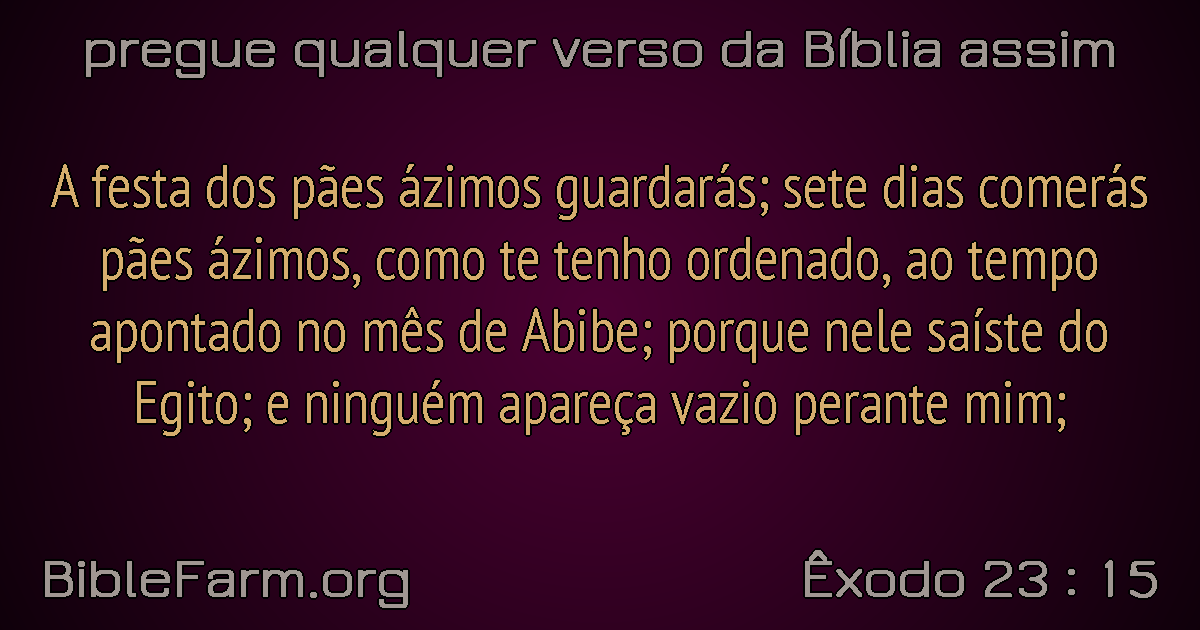 pregue qualquer verso da Bíblia assim
A festa dos pães ázimos guardarás; sete dias comerás
pães ázimos, como te tenho ordenado, ao tempo
apontado no mês de Abibe; porque nele saíste do
Egito; e ninguém apareça vazio perante mim;
BibleFarm.org
Êxodo 23 : 15